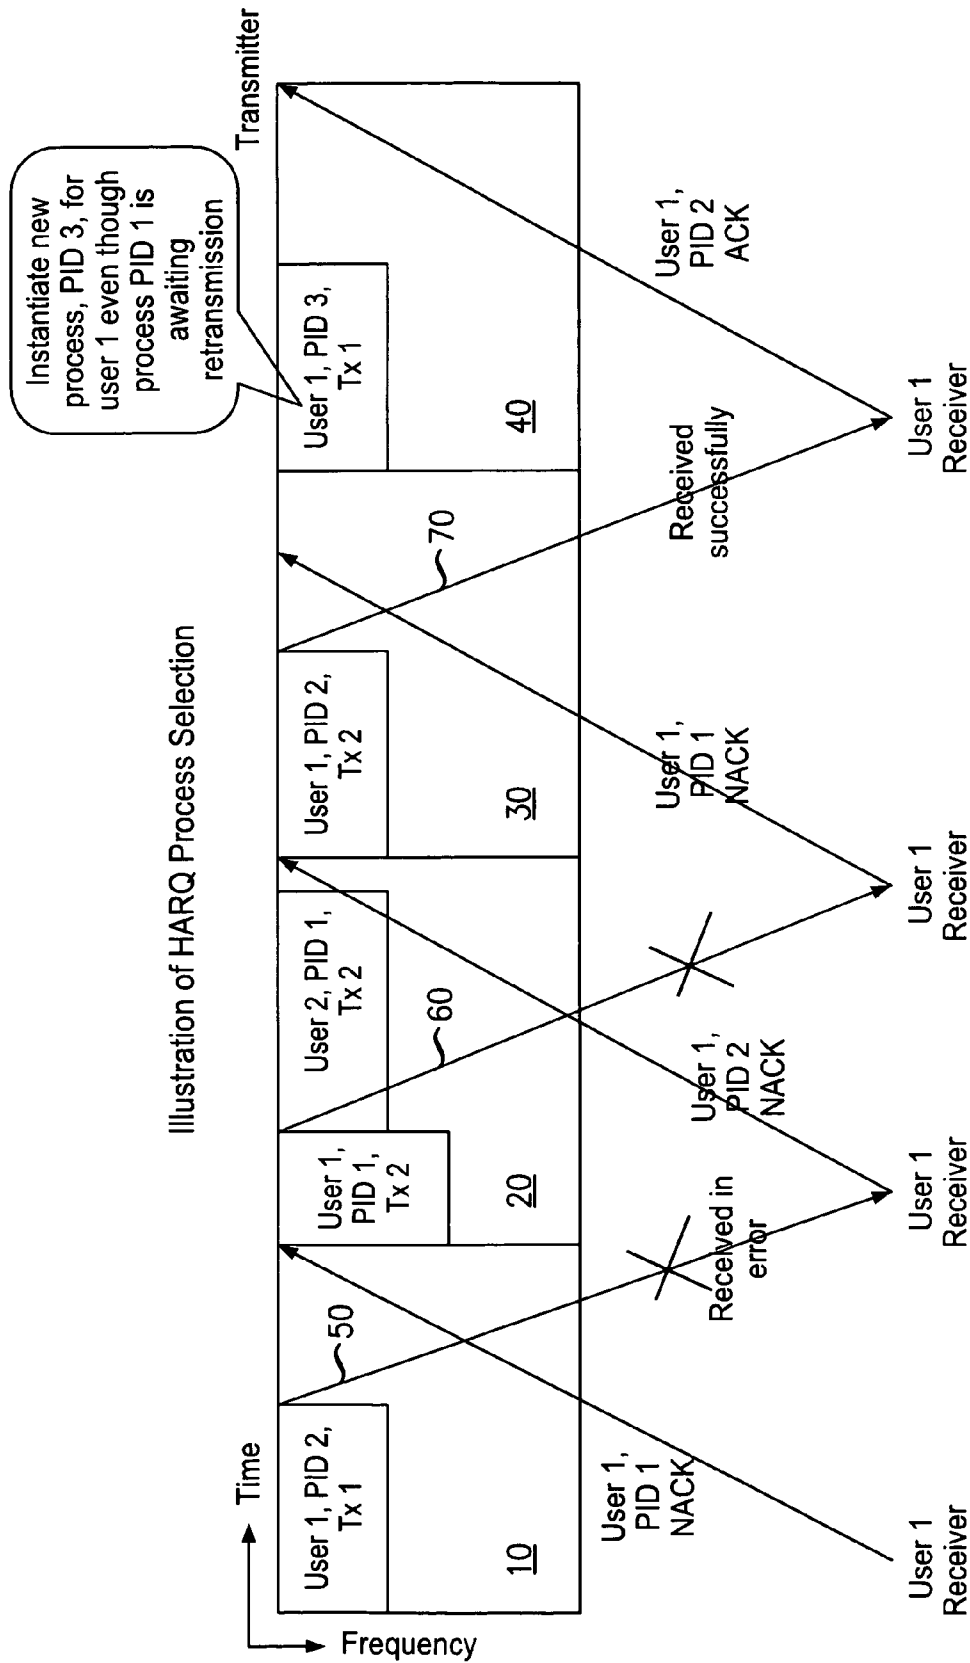 Illustration of HARQ Process Selection
Instantiate new
process, PID 3, for
user 1 even though
process PID 1 is
awaiting
retransmission
Time
Frequency
Transmitter
User 1, PID 2,
Tx 1
10
50
User 1,
PID 1,
Tx 2
User 2, PID 1,
Tx 2
20
60
User 1, PID 2,
Tx 2
30
70
User 1, PID 3,
Tx 1
40
User 1,
PID 1
NACK
Received in
error
User 1,
PID 2
NACK
User 1,
PID 1
NACK
Received
successfully
User 1,
PID 2
ACK
User 1
Receiver
User 1
Receiver
User 1
Receiver
User 1
Receiver